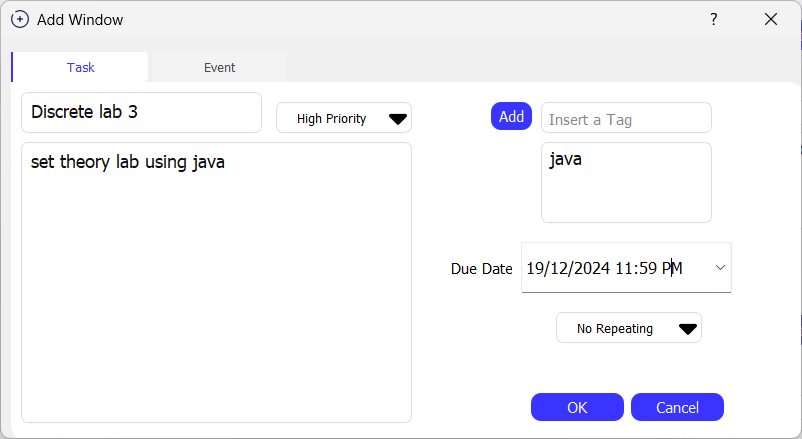 Add Window
?
Task
Event
Discrete lab 3
High Priority
Add
Insert a Tag
set theory lab using java
java
Due Date
19/12/2024 11:59 PM
No Repeating
OK
Cancel